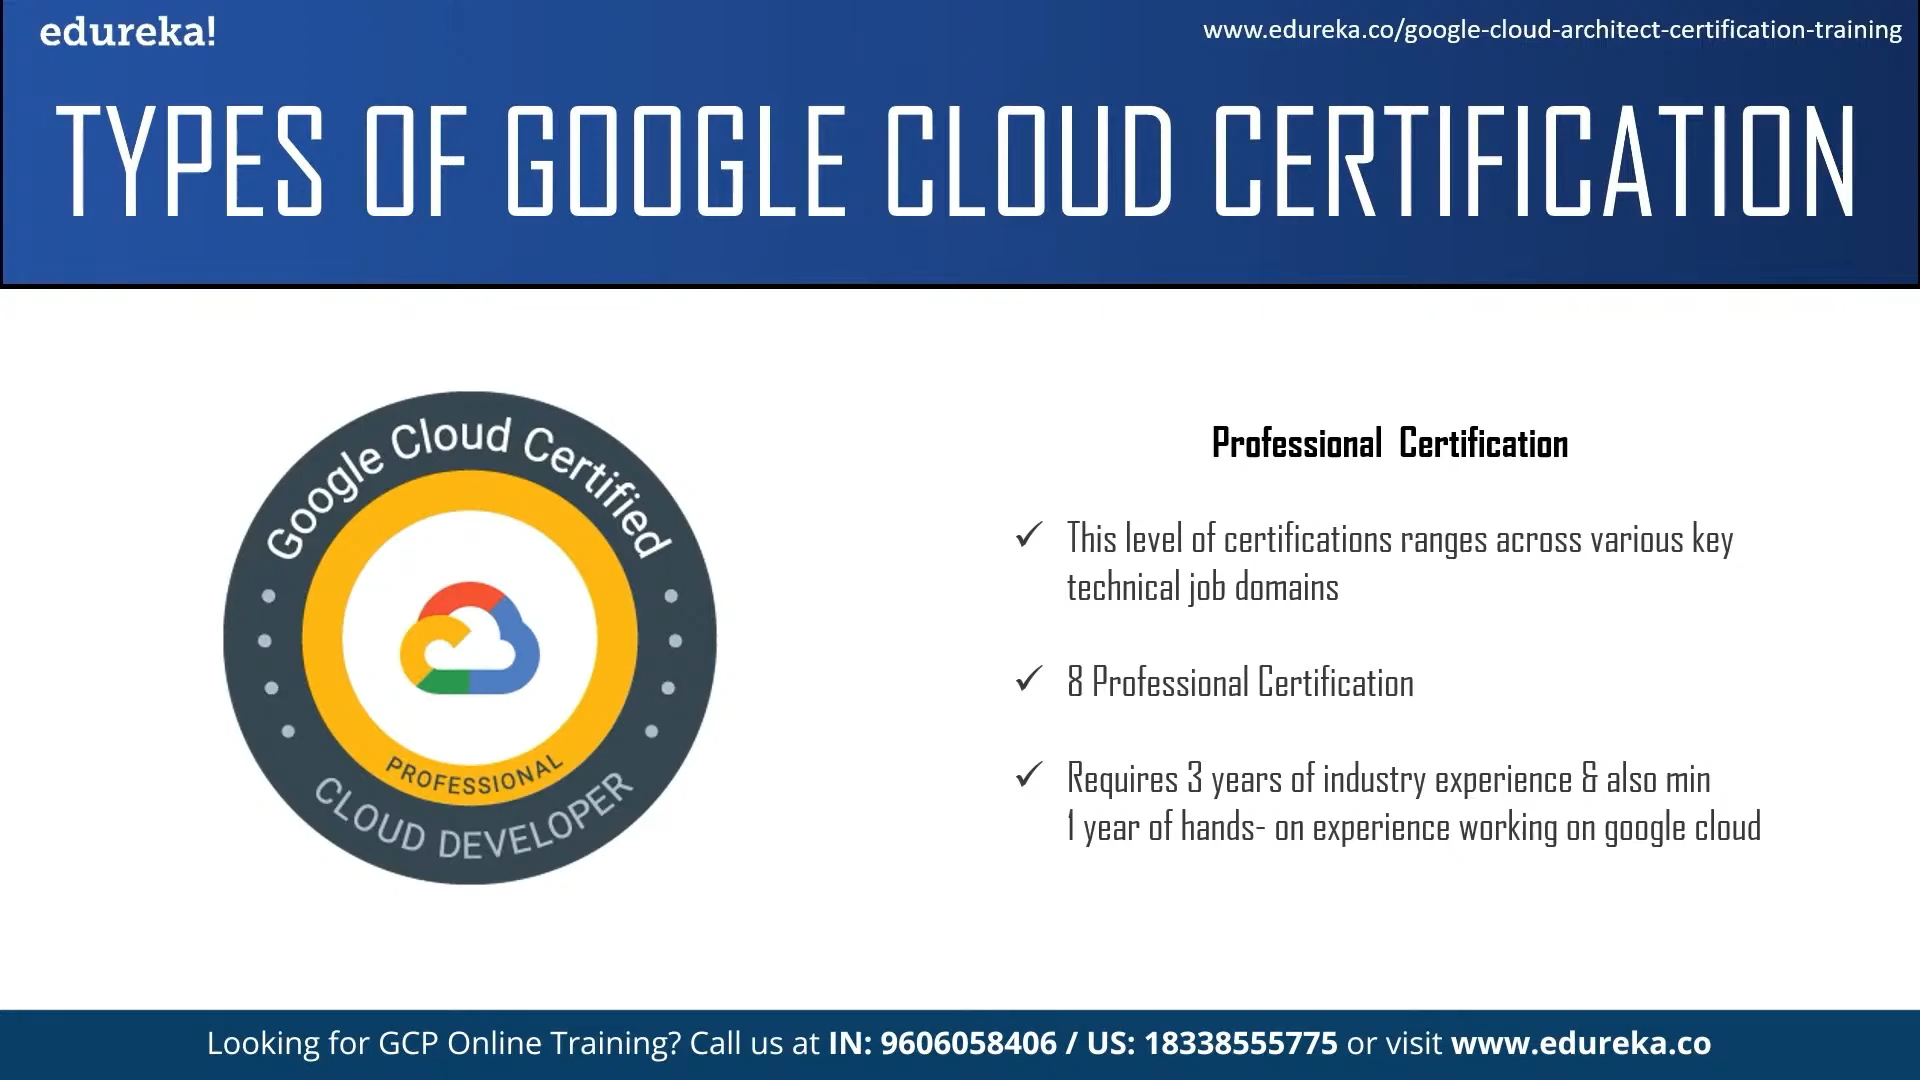 edureka!
www.edureka.co/google-cloud-architect-certification-training
TYPES OF GOOGLE CLOUD CERTIFICATION
Google Cloud Certified
PROFESSIONAL
CLOUD DEVELOPER
Professional Certification
✓ This level of certifications ranges across various key
technical job domains
✓ 8 Professional Certification
✓ Requires 3 years of industry experience & also min
1 year of hands- on experience working on google cloud
Looking for GCP Online Training? Call us at IN: 9606058406 / US: 18338555775 or visit www.edureka.co